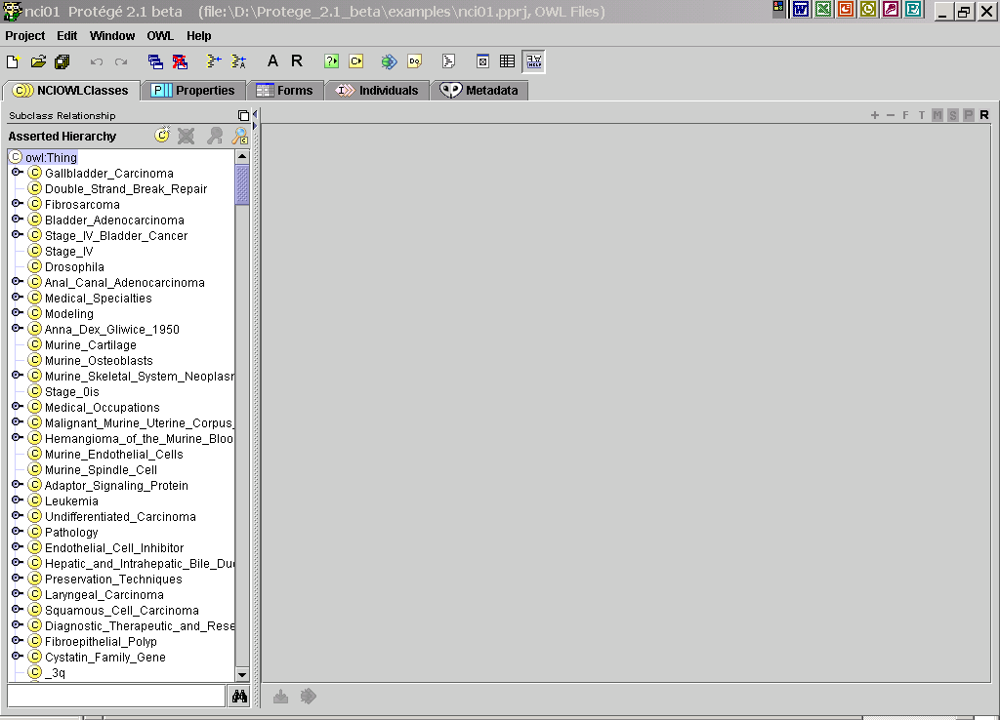 nci01 Protégé 2.1 beta (file:\D:\Protege_2.1_beta\examples\nci01.pprj, OWL Files)
Project Edit Window OWL Help
A R
NCIOWLClasses Properties Forms Individuals Metadata
Subclass Relationship
+ − F T M S P R
Asserted Hierarchy
owl:Thing
Gallbladder_Carcinoma
Double_Strand_Break_Repair
Fibrosarcoma
Bladder_Adenocarcinoma
Stage_IV_Bladder_Cancer
Stage_IV
Drosophila
Anal_Canal_Adenocarcinoma
Medical_Specialties
Modeling
Anna_Dex_Gliwice_1950
Murine_Cartilage
Murine_Osteoblasts
Murine_Skeletal_System_Neoplasr
Stage_0is
Medical_Occupations
Malignant_Murine_Uterine_Corpus_
Hemangioma_of_the_Murine_Bloo
Murine_Endothelial_Cells
Murine_Spindle_Cell
Adaptor_Signaling_Protein
Leukemia
Undifferentiated_Carcinoma
Pathology
Endothelial_Cell_Inhibitor
Hepatic_and_Intrahepatic_Bile_Du
Preservation_Techniques
Laryngeal_Carcinoma
Squamous_Cell_Carcinoma
Diagnostic_Therapeutic_and_Rese
Fibroepithelial_Polyp
Cystatin_Family_Gene
_3q